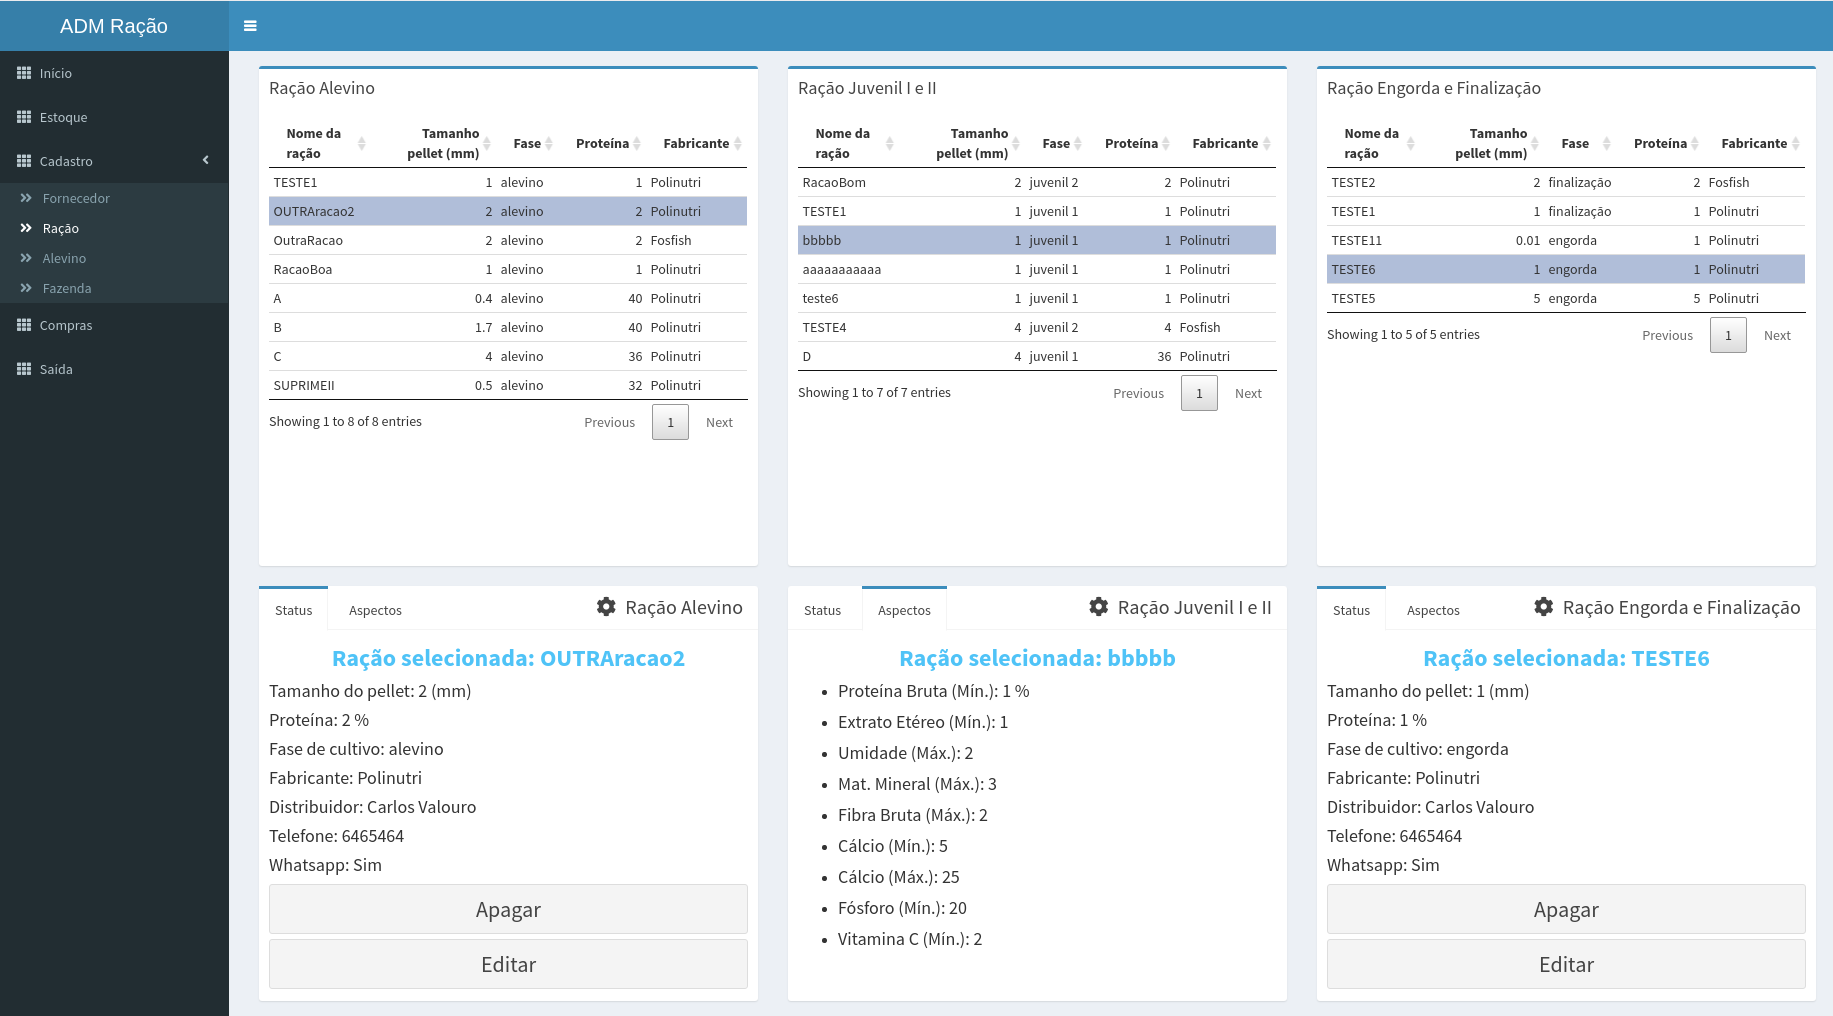 ADM Ração
Início
Estoque
Cadastro
Fornecedor
Ração
Alevino
Fazenda
Compras
Saída
Ração Alevino
Nome da ração Tamanho pellet (mm) Fase Proteína Fabricante
TESTE1 1 alevino 1 Polinutri
OUTRAracao2 2 alevino 2 Polinutri
OutraRacao 2 alevino 2 Fosfish
RacaoBoa 1 alevino 1 Polinutri
A 0.4 alevino 40 Polinutri
B 1.7 alevino 40 Polinutri
C 4 alevino 36 Polinutri
SUPRIMEII 0.5 alevino 32 Polinutri
Showing 1 to 8 of 8 entries Previous 1 Next
Ração Juvenil I e II
Nome da ração Tamanho pellet (mm) Fase Proteína Fabricante
RacaoBom 2 juvenil 2 2 Polinutri
TESTE1 1 juvenil 1 1 Polinutri
bbbbb 1 juvenil 1 1 Polinutri
aaaaaaaaaaa 1 juvenil 1 1 Polinutri
teste6 1 juvenil 1 1 Polinutri
TESTE4 4 juvenil 2 4 Fosfish
D 4 juvenil 1 36 Polinutri
Showing 1 to 7 of 7 entries Previous 1 Next
Ração Engorda e Finalização
Nome da ração Tamanho pellet (mm) Fase Proteína Fabricante
TESTE2 2 finalização 2 Fosfish
TESTE1 1 finalização 1 Polinutri
TESTE11 0.01 engorda 1 Polinutri
TESTE6 1 engorda 1 Polinutri
TESTE5 5 engorda 5 Polinutri
Showing 1 to 5 of 5 entries Previous 1 Next
Status Aspectos Ração Alevino
Ração selecionada: OUTRAracao2
Tamanho do pellet: 2 (mm)
Proteína: 2 %
Fase de cultivo: alevino
Fabricante: Polinutri
Distribuidor: Carlos Valouro
Telefone: 6465464
Whatsapp: Sim
Apagar
Editar
Status Aspectos Ração Juvenil I e II
Ração selecionada: bbbbb
Proteína Bruta (Mín.): 1 %
Extrato Etéreo (Mín.): 1
Umidade (Máx.): 2
Mat. Mineral (Máx.): 3
Fibra Bruta (Máx.): 2
Cálcio (Mín.): 5
Cálcio (Máx.): 25
Fósforo (Mín.): 20
Vitamina C (Mín.): 2
Status Aspectos Ração Engorda e Finalização
Ração selecionada: TESTE6
Tamanho do pellet: 1 (mm)
Proteína: 1 %
Fase de cultivo: engorda
Fabricante: Polinutri
Distribuidor: Carlos Valouro
Telefone: 6465464
Whatsapp: Sim
Apagar
Editar